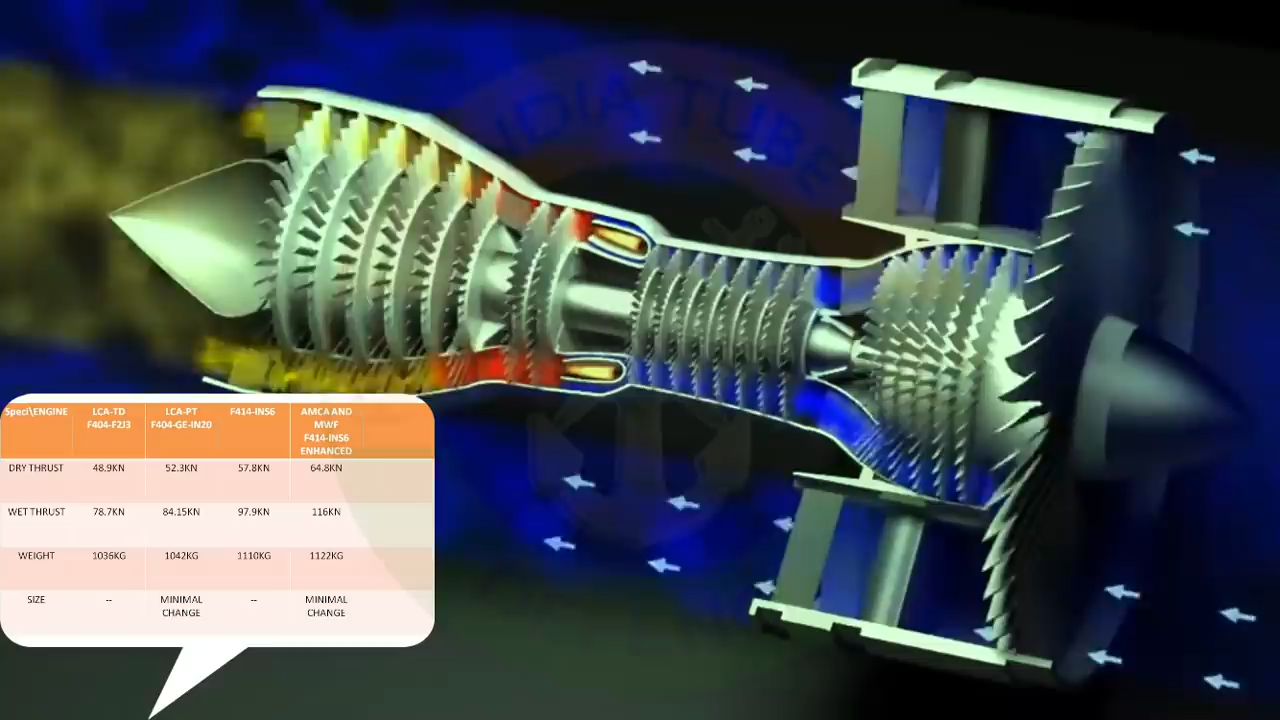 INDIA TUBE
Speci\ENGINE
LCA-TD
F404-F2J3
LCA-PT
F404-GE-IN20
F414-INS6
AMCA AND
MWF
F414-INS6
ENHANCED
DRY THRUST 48.9KN 52.3KN 57.8KN 64.8KN
WET THRUST 78.7KN 84.15KN 97.9KN 116KN
WEIGHT 1036KG 1042KG 1110KG 1122KG
SIZE -- MINIMAL -- MINIMAL
CHANGE CHANGE